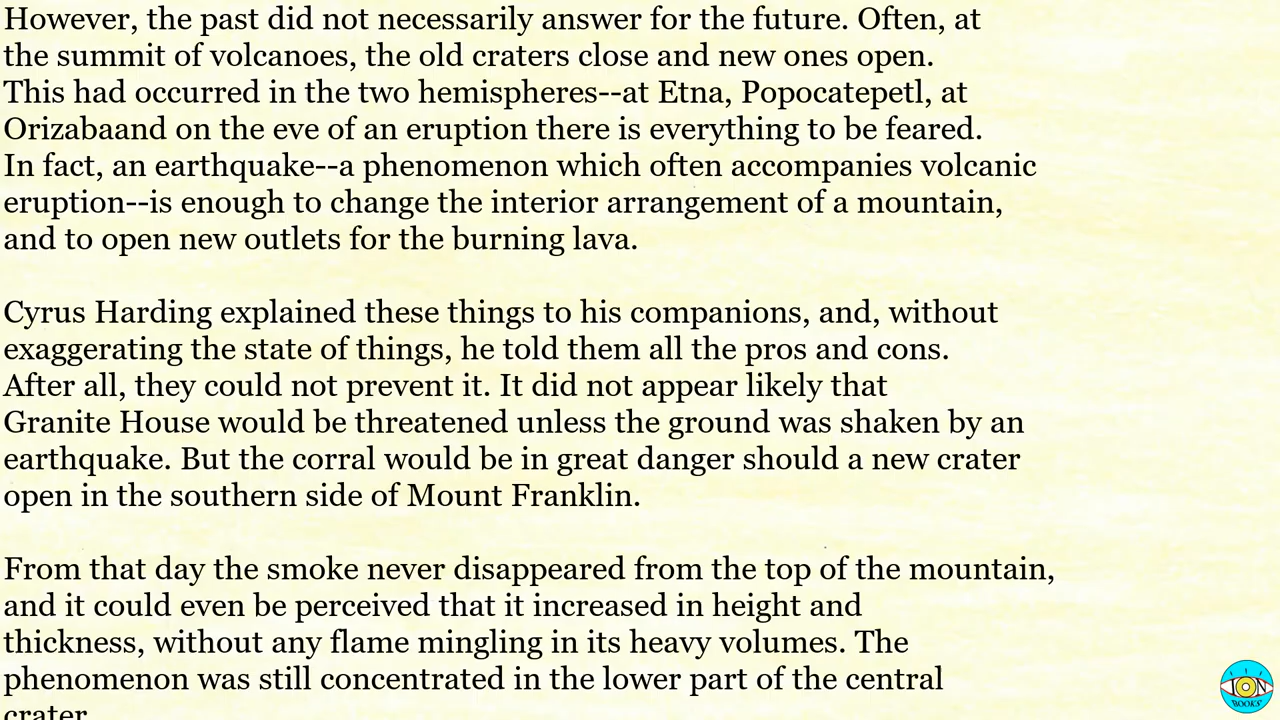 However, the past did not necessarily answer for the future. Often, at
the summit of volcanoes, the old craters close and new ones open.
This had occurred in the two hemispheres--at Etna, Popocatepetl, at
Orizabaand on the eve of an eruption there is everything to be feared.
In fact, an earthquake--a phenomenon which often accompanies volcanic
eruption--is enough to change the interior arrangement of a mountain,
and to open new outlets for the burning lava.
Cyrus Harding explained these things to his companions, and, without
exaggerating the state of things, he told them all the pros and cons.
After all, they could not prevent it. It did not appear likely that
Granite House would be threatened unless the ground was shaken by an
earthquake. But the corral would be in great danger should a new crater
open in the southern side of Mount Franklin.
From that day the smoke never disappeared from the top of the mountain,
and it could even be perceived that it increased in height and
thickness, without any flame mingling in its heavy volumes. The
phenomenon was still concentrated in the lower part of the central
crater.
ION
BOOKS